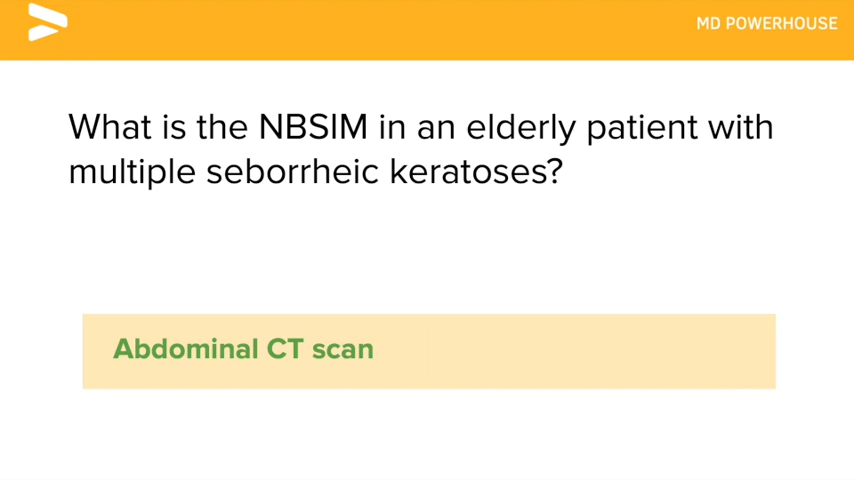 MD POWERHOUSE
What is the NBSIM in an elderly patient with
multiple seborrheic keratoses?
Abdominal CT scan